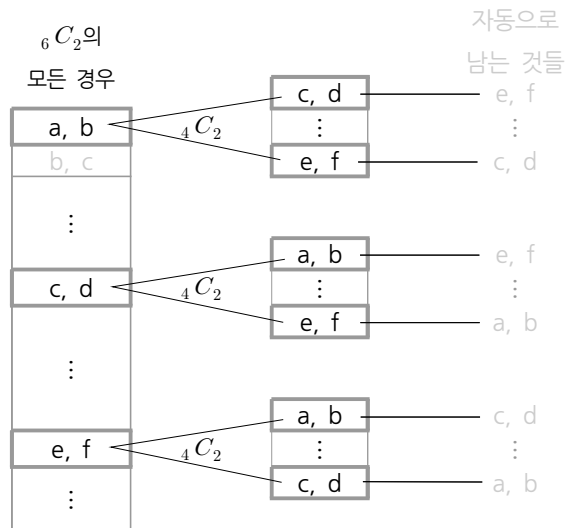 ₆C₂의
모든 경우
자동으로
남는 것들
a, b
b, c
⋮
c, d
⋮
e, f
⋮
₄C₂
c, d
⋮
e, f
e, f
⋮
c, d
₄C₂
a, b
⋮
e, f
e, f
⋮
a, b
₄C₂
a, b
⋮
c, d
c, d
⋮
a, b